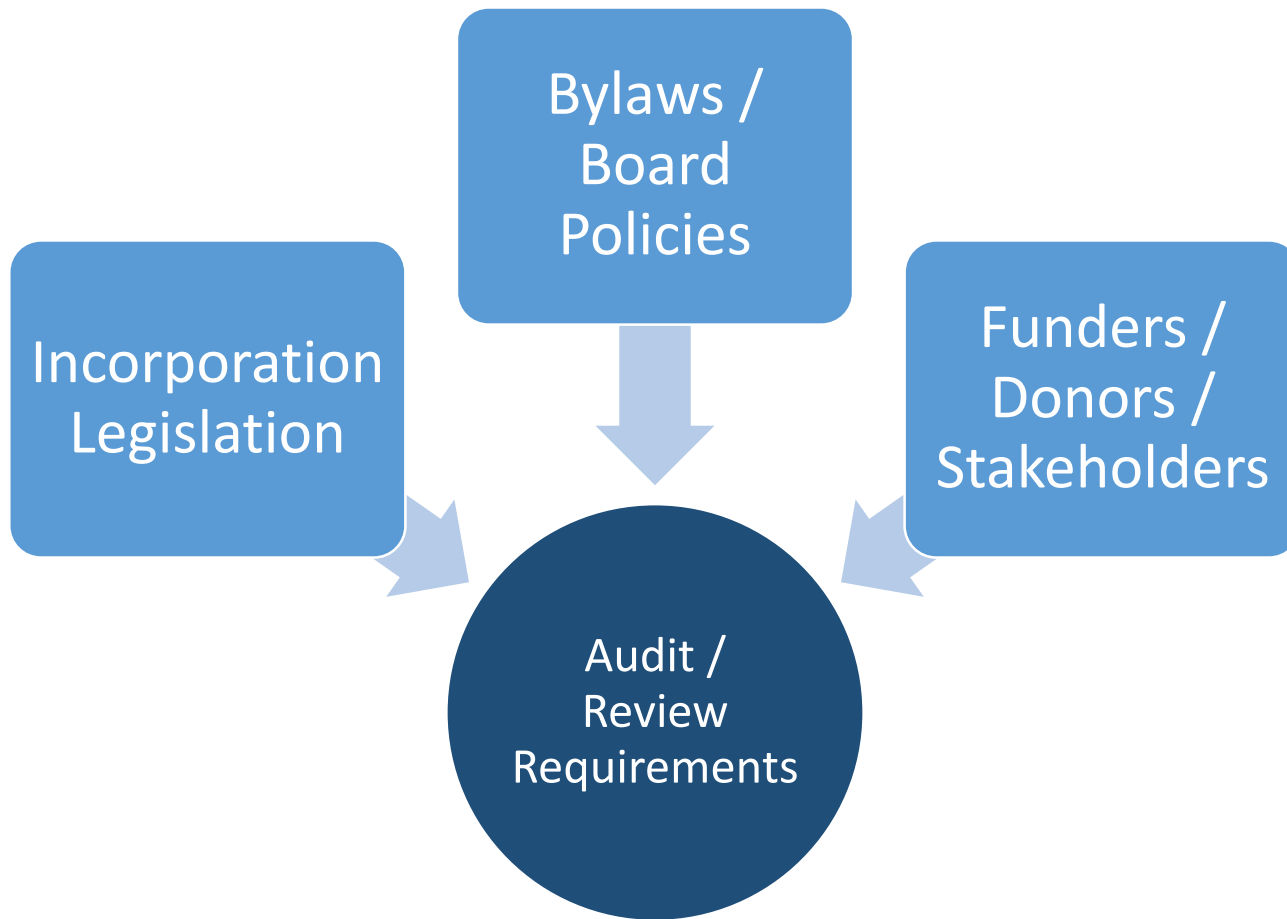 Bylaws /
Board
Policies
Incorporation
Legislation
Funders /
Donors /
Stakeholders
Audit /
Review
Requirements